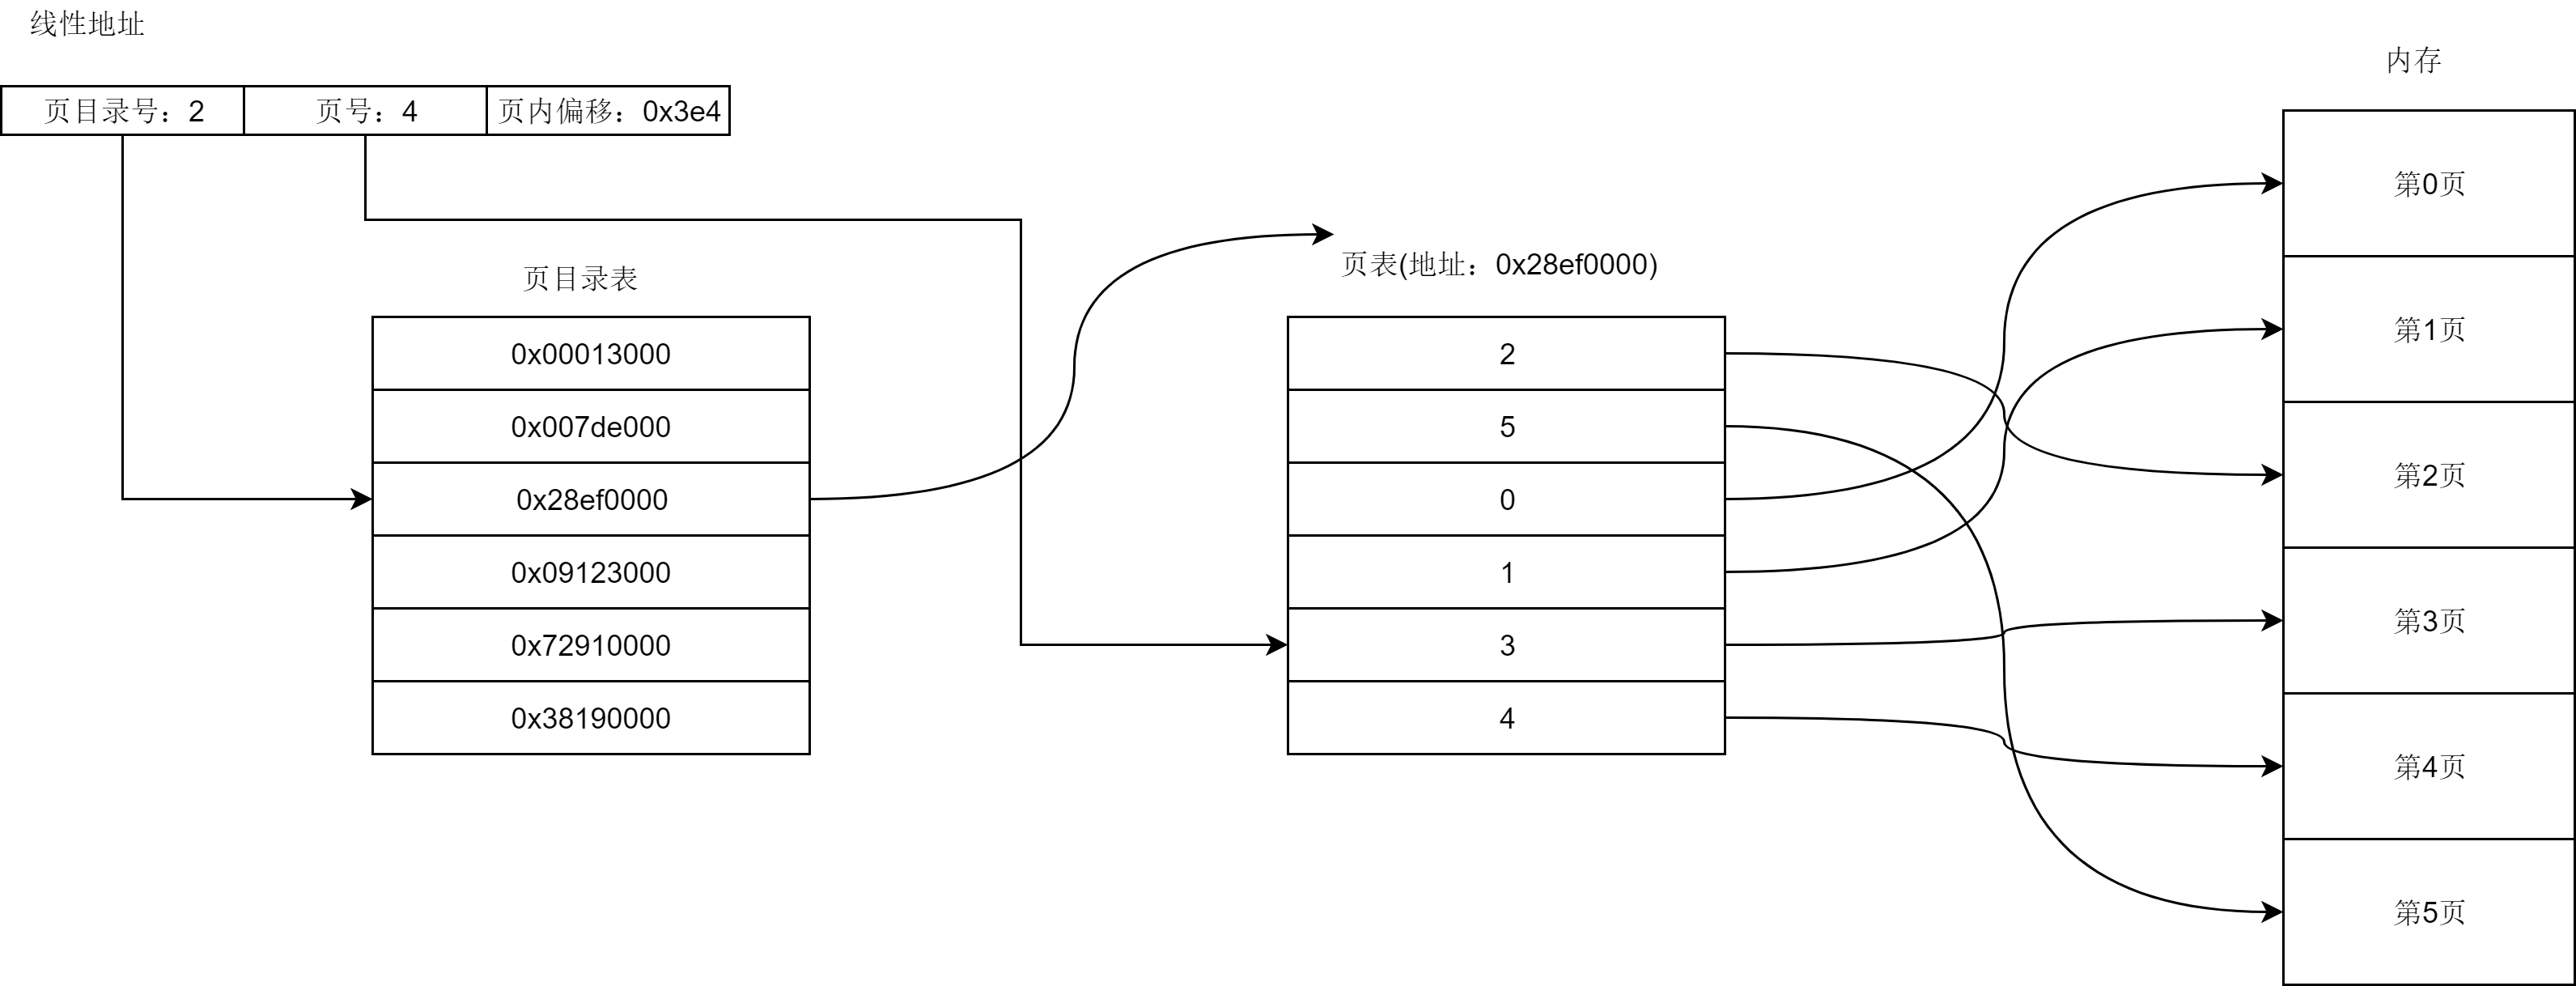 线性地址
内存
页目录号：2
页号：4
页内偏移：0x3e4
页目录表
页表(地址：0x28ef0000)
0x00013000
0x007de000
0x28ef0000
0x09123000
0x72910000
0x38190000
2
5
0
1
3
4
第0页
第1页
第2页
第3页
第4页
第5页